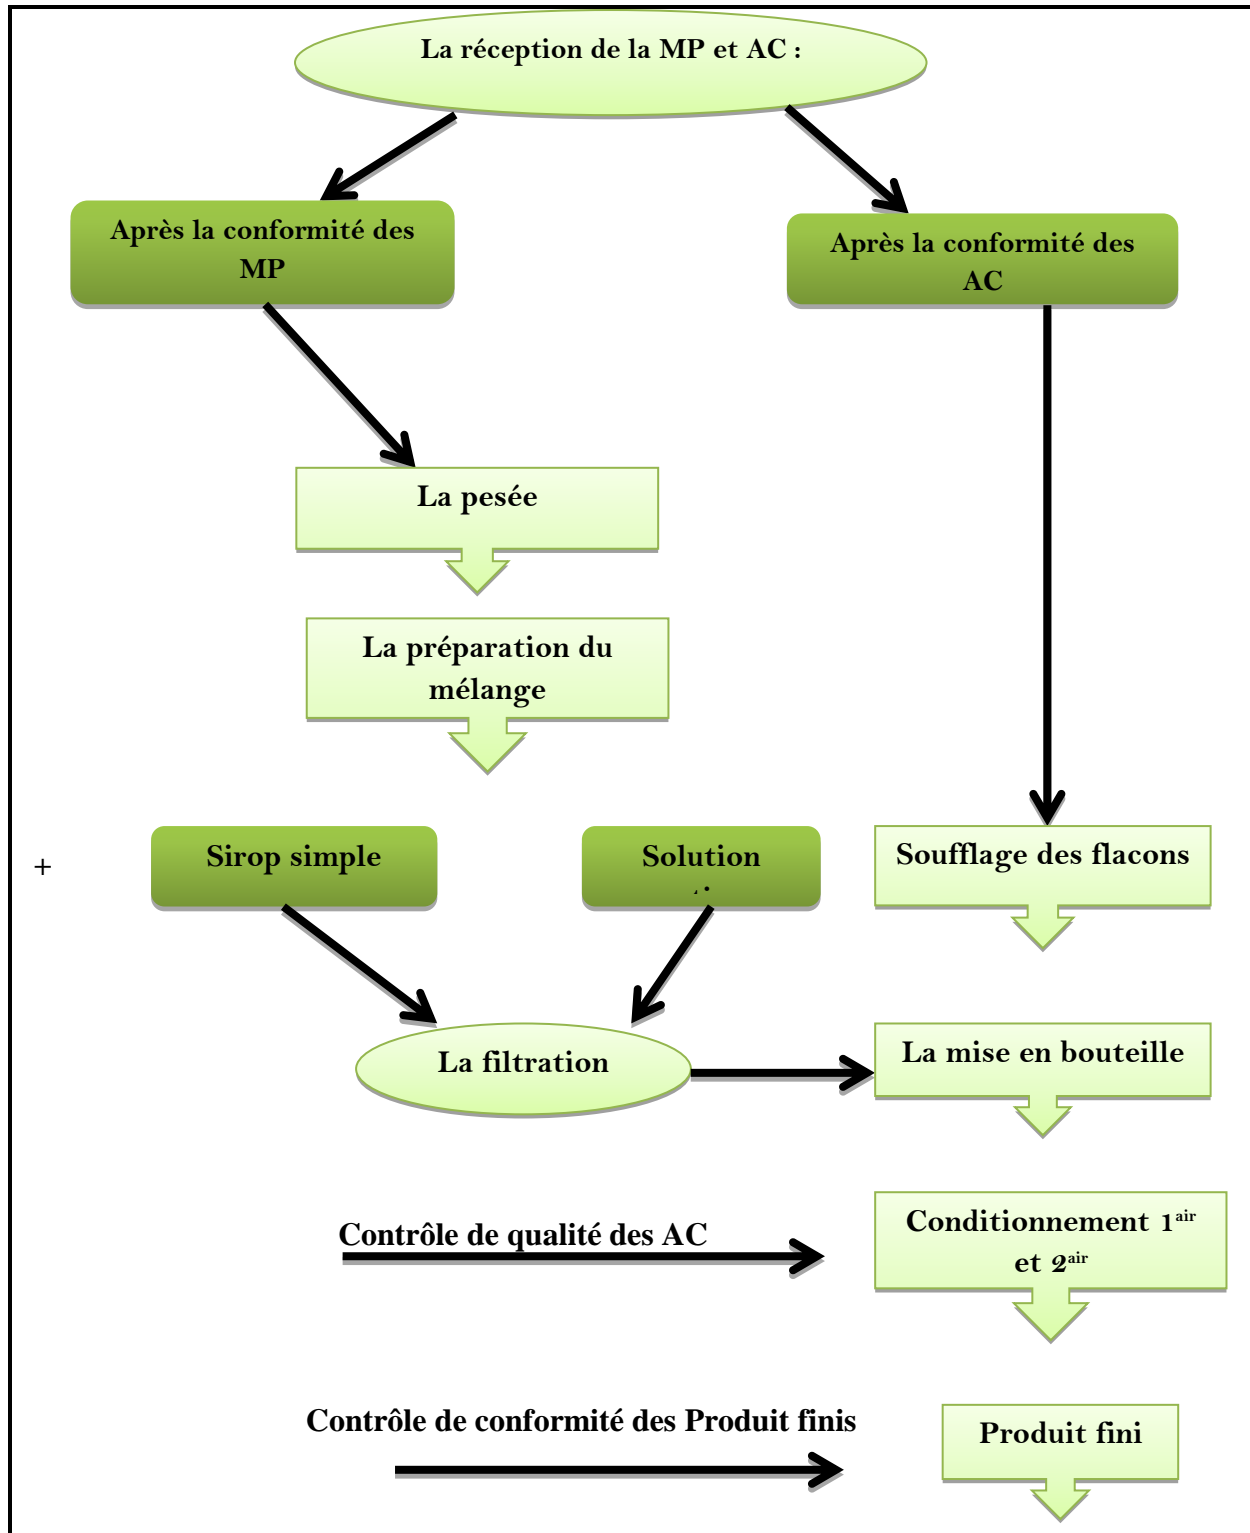 La réception de la MP et AC :
Après la conformité des
MP
Après la conformité des
AC
La pesée
La préparation du
mélange
+
Sirop simple
Solution
Soufflage des flacons
La filtration
La mise en bouteille
Contrôle de qualité des AC
Conditionnement 1air
et 2air
Contrôle de conformité des Produit finis
Produit fini